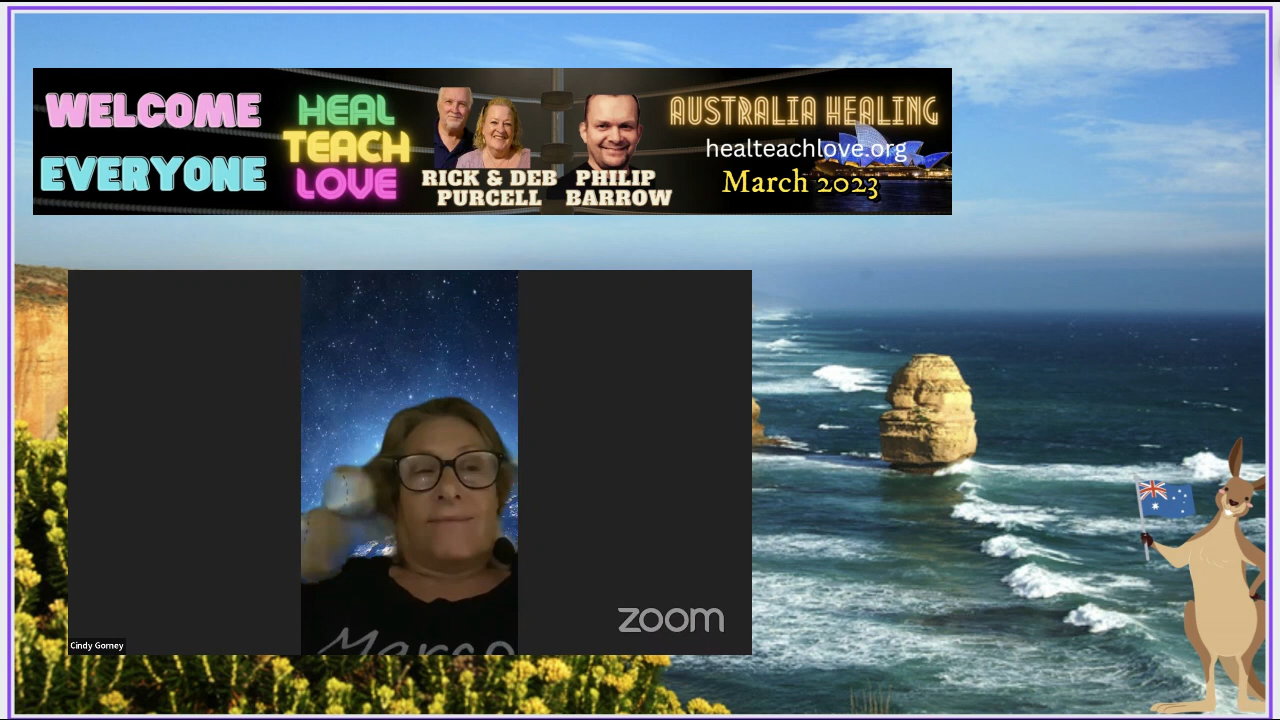 WELCOME
EVERYONE
HEAL
TEACH
LOVE
RICK & DEB
PURCELL
PHILIP
BARROW
AUSTRALIA HEALING
healteachlove.org
March 2023
zoom
Cindy Gorney